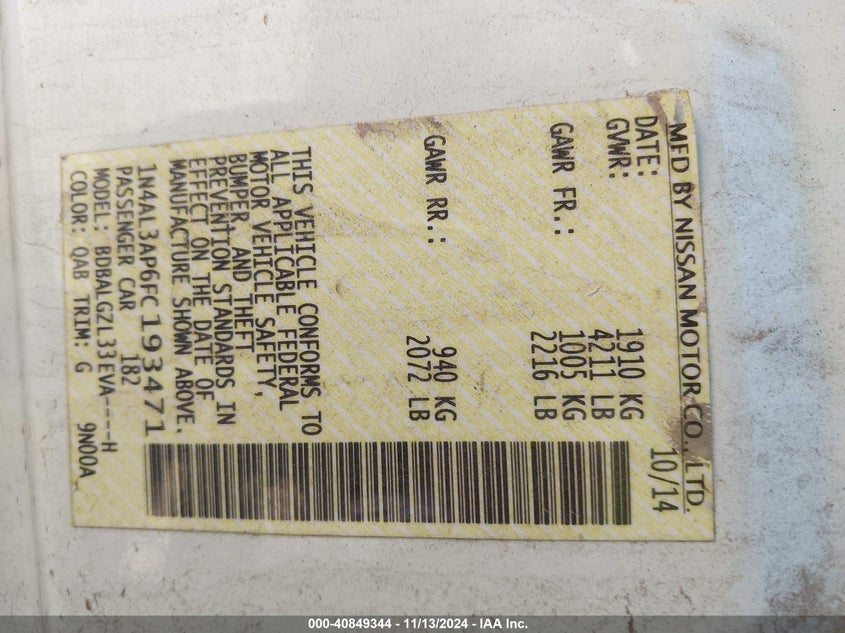 MFD BY NISSAN MOTOR CO., LTD.
DATE: 10/14
GVWR: 1910 KG
4211 LB
GAWR FR.: 1005 KG
2216 LB
GAWR RR.: 940 KG
2072 LB
THIS VEHICLE CONFORMS TO
ALL APPLICABLE FEDERAL
MOTOR VEHICLE SAFETY,
BUMPER, AND THEFT
PREVENTION STANDARDS IN
EFFECT ON THE DATE OF
MANUFACTURE SHOWN ABOVE.
1N4AL3AP6FC193471
PASSENGER CAR 182
MODEL: BDBALGZL33EVA----H
COLOR: QAB TRIM: G 9N00A
000-40849344 - 11/13/2024 - IAA Inc.